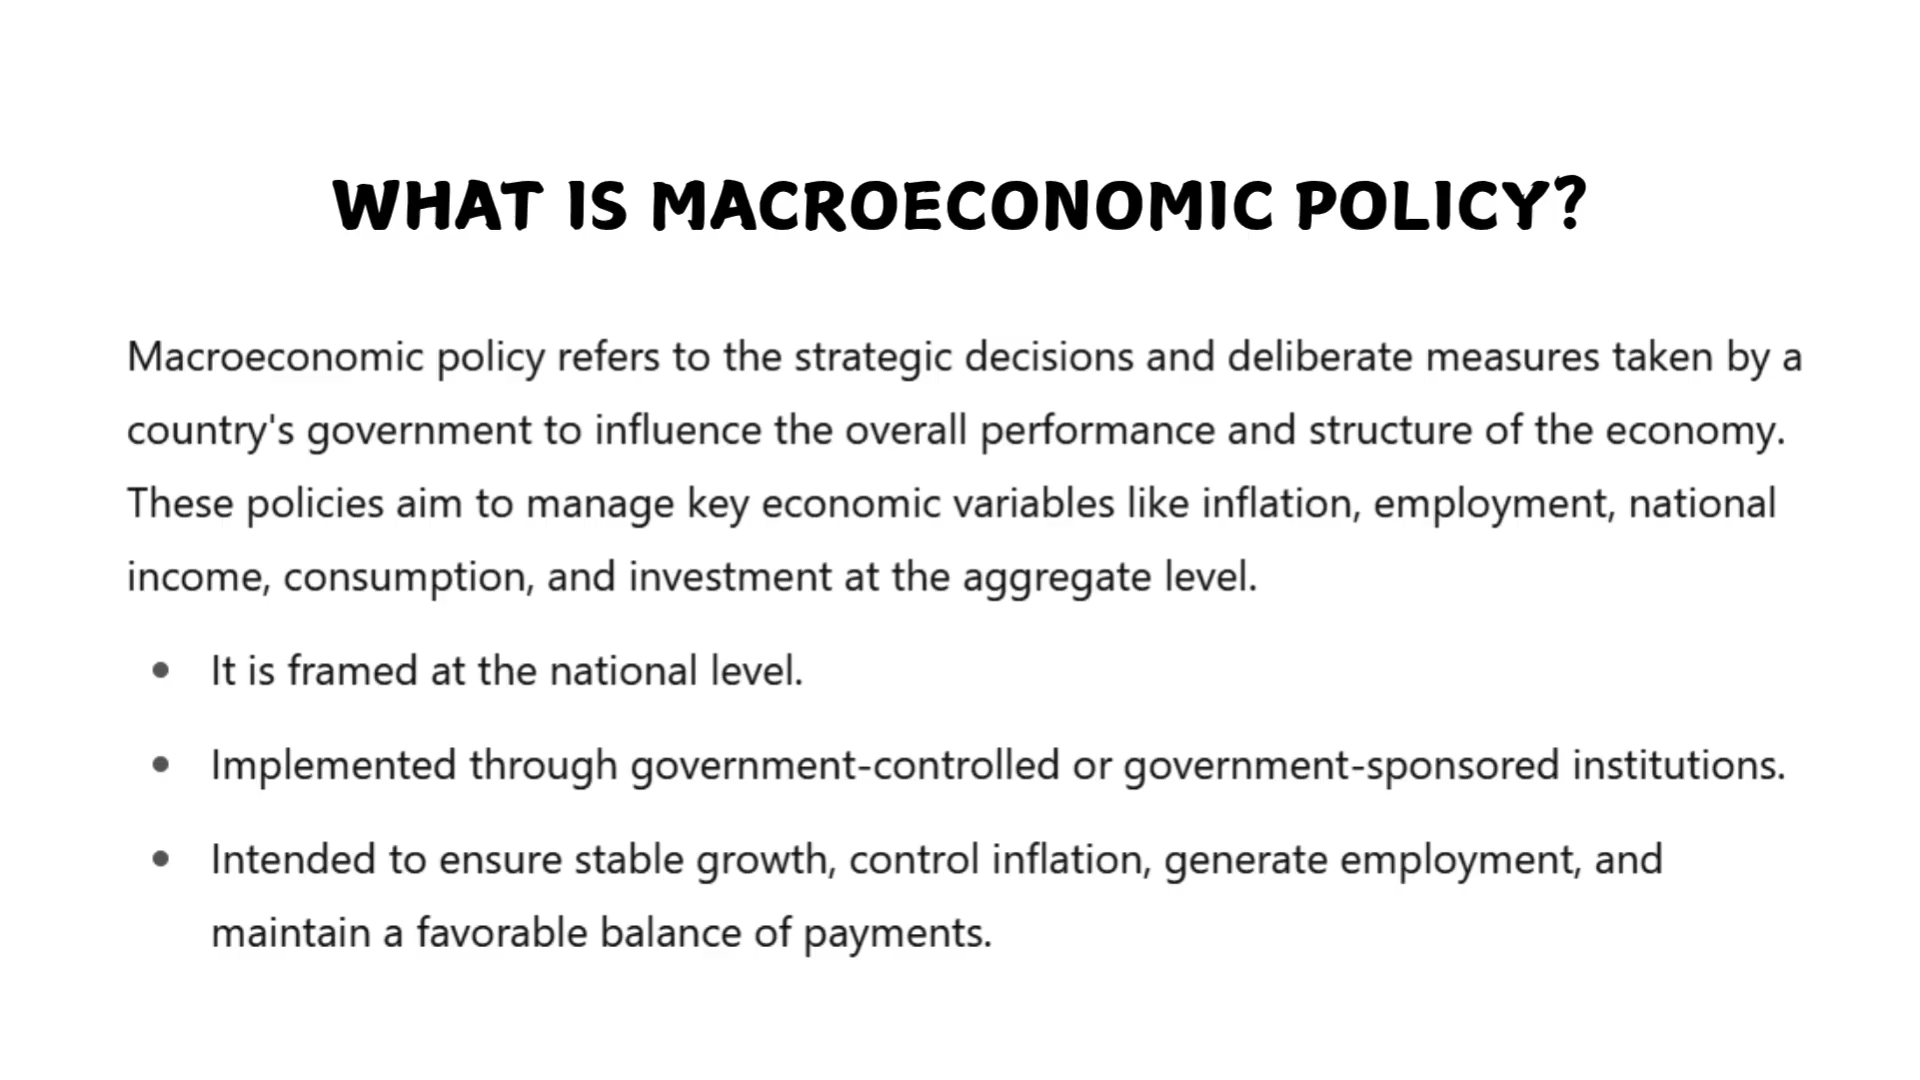 WHAT IS MACROECONOMIC POLICY?
Macroeconomic policy refers to the strategic decisions and deliberate measures taken by a
country's government to influence the overall performance and structure of the economy.
These policies aim to manage key economic variables like inflation, employment, national
income, consumption, and investment at the aggregate level.
• It is framed at the national level.
• Implemented through government-controlled or government-sponsored institutions.
• Intended to ensure stable growth, control inflation, generate employment, and
maintain a favorable balance of payments.